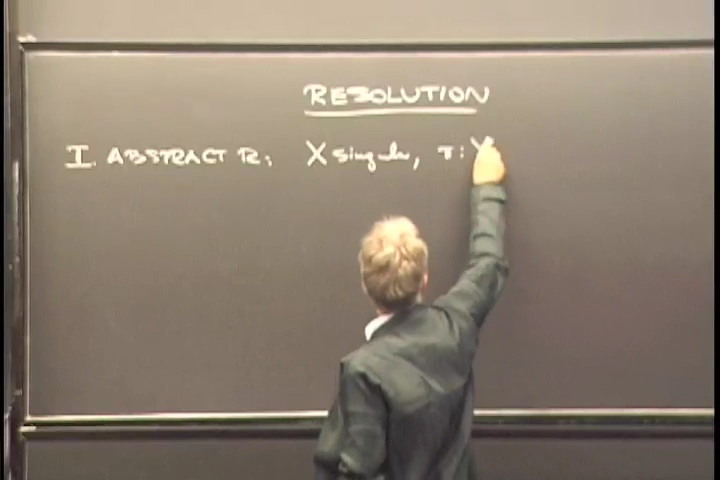 RESOLUTION
I. ABSTRACT R: X singular, π: X